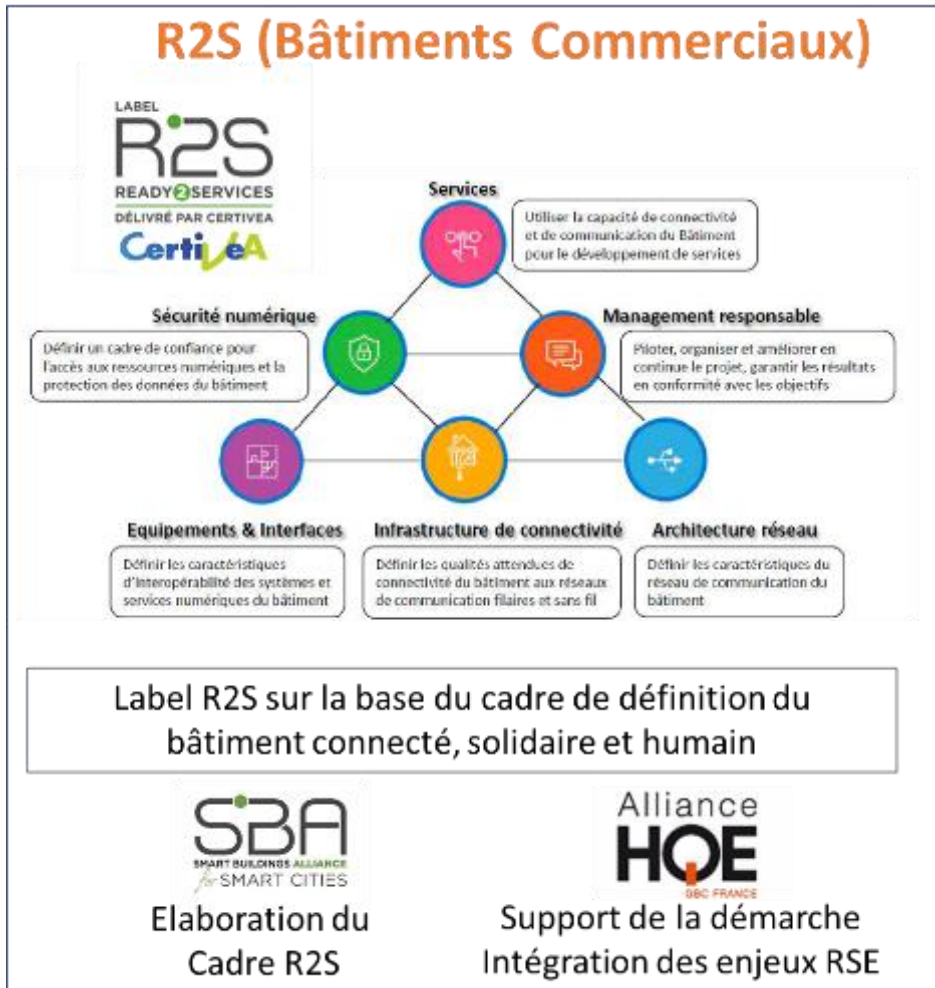 R2S (Bâtiments Commerciaux)
LABEL
R2S
READY2SERVICES
DÉLIVRÉ PAR CERTIVEA
CertiVeA
Services
Utiliser la capacité de connectivité
et de communication du Bâtiment
pour le développement de services
Sécurité numérique
Définir un cadre de confiance pour
l'accès aux ressources numériques et la
protection des données du bâtiment
Management responsable
Piloter, organiser et améliorer en
continue le projet, garantir les résultats
en conformité avec les objectifs
Equipements & Interfaces
Définir les caractéristiques
d'interopérabilité des systèmes et
services numériques du bâtiment
Infrastructure de connectivité
Définir les qualités attendues de
connectivité du bâtiment aux réseaux
de communication filaires et sans fil
Architecture réseau
Définir les caractéristiques du
réseau de communication du
bâtiment
Label R2S sur la base du cadre de définition du
bâtiment connecté, solidaire et humain
SBA
SMART BUILDINGS ALLIANCE
for SMART CITIES
Elaboration du
Cadre R2S
Alliance
HQE
GBC FRANCE
Support de la démarche
Intégration des enjeux RSE